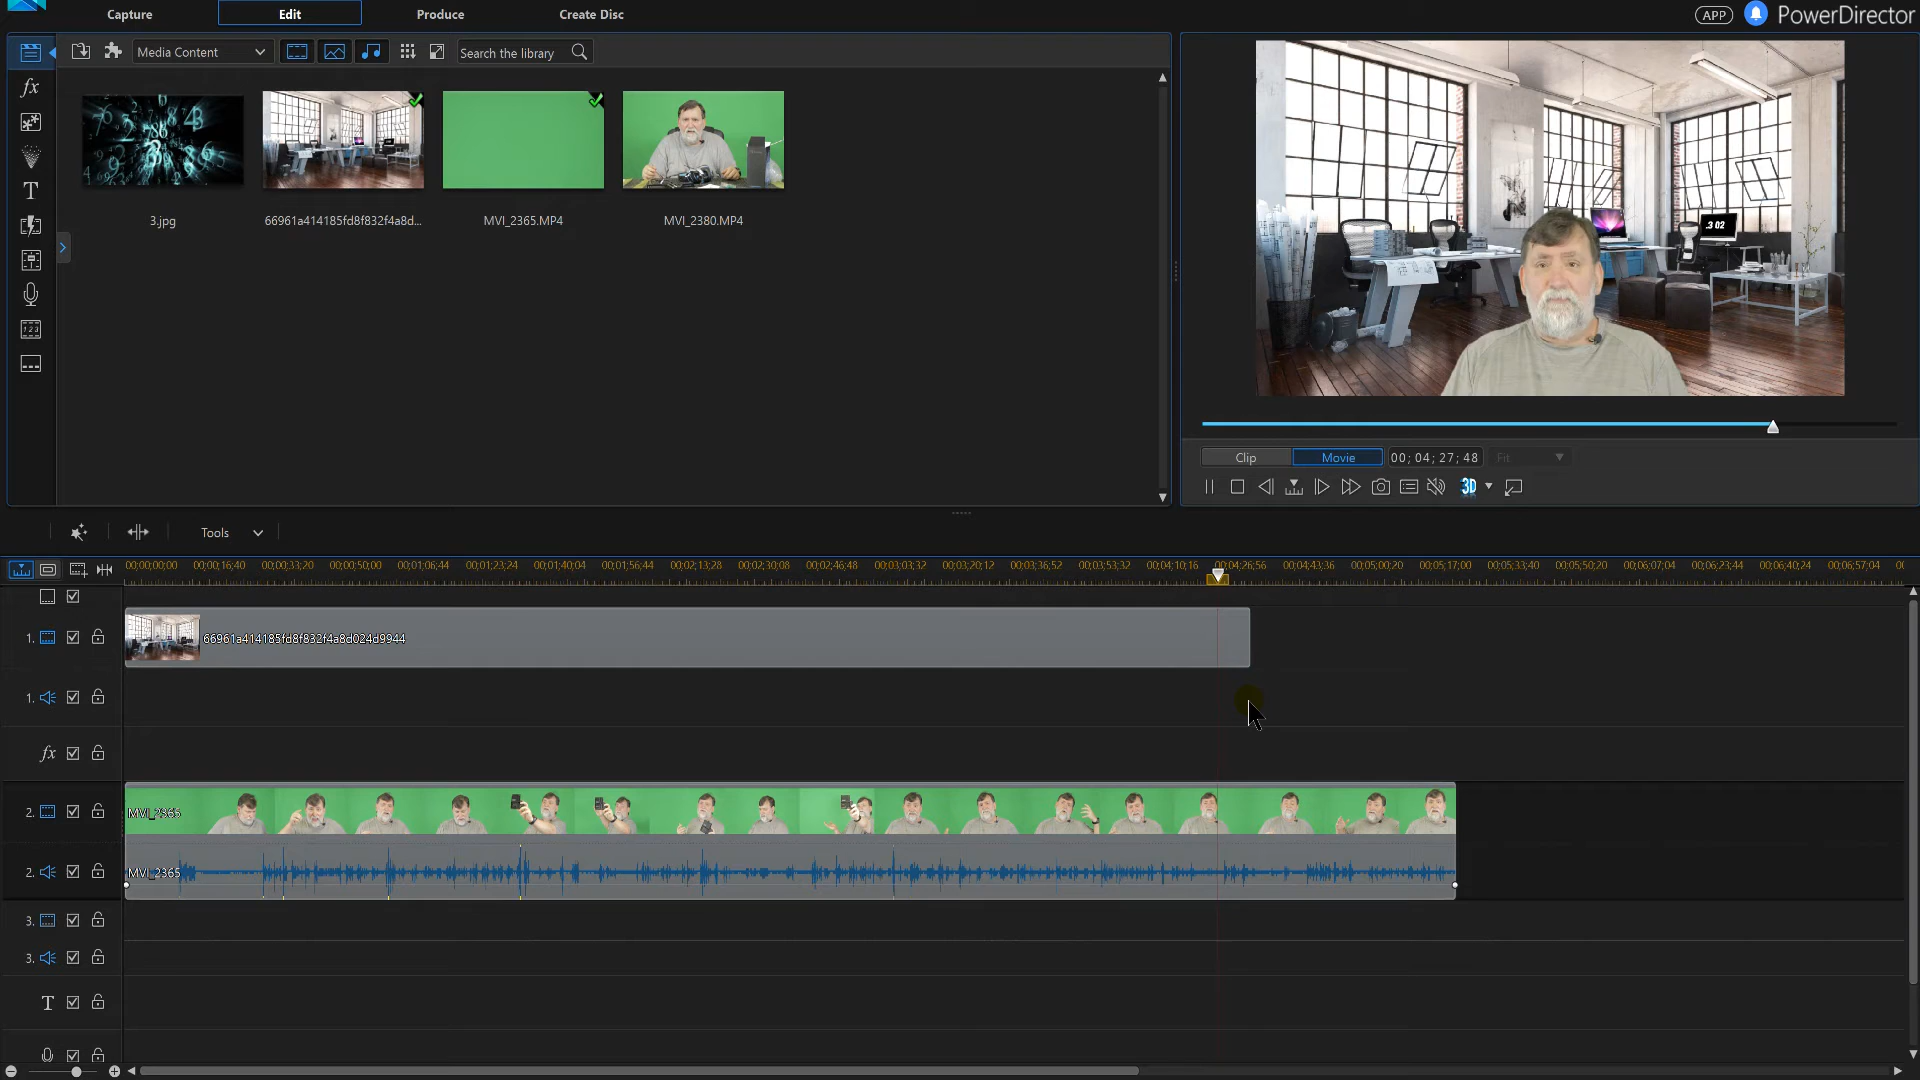 Capture Edit Produce Create Disc APP PowerDirector
Media Content Search the library
3.jpg 66961a414185fd8f832f4a8d... MVI_2365.MP4 MVI_2380.MP4
fx
T
Clip Movie 00; 04; 27; 48 Fit
3D
Tools
00;00;00;00 00;00;16;40 00;00;33;20 00;00;50;00 00;01;06;44 00;01;23;24 00;01;40;04 00;01;56;44 00;02;13;28 00;02;30;08 00;02;46;48 00;03;03;32 00;03;20;12 00;03;36;52 00;03;53;32 00;04;10;16 00;04;26;56 00;04;43;36 00;05;00;20 00;05;17;00 00;05;33;40 00;05;50;20 00;06;07;04 00;06;23;44 00;06;40;24 00;06;57;04
1. 66961a414185fd8f832f4a8d024d9944
1.
fx
2. MVI_2365
2. MVI_2365
3.
3.
T